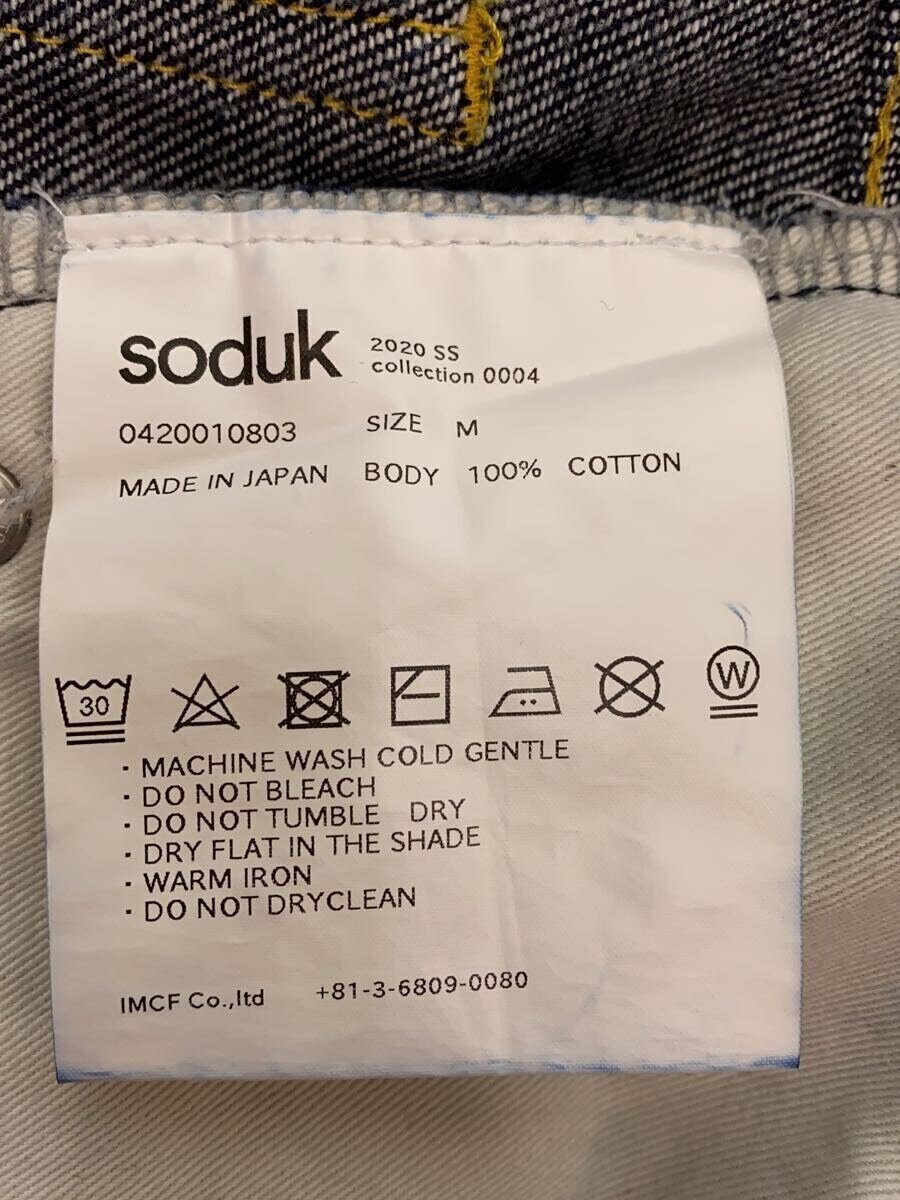 soduk 2020 SS
collection 0004
0420010803 SIZE M
MADE IN JAPAN BODY 100% COTTON
30 W
· MACHINE WASH COLD GENTLE
· DO NOT BLEACH
· DO NOT TUMBLE DRY
· DRY FLAT IN THE SHADE
· WARM IRON
· DO NOT DRYCLEAN
IMCF Co.,ltd +81-3-6809-0080